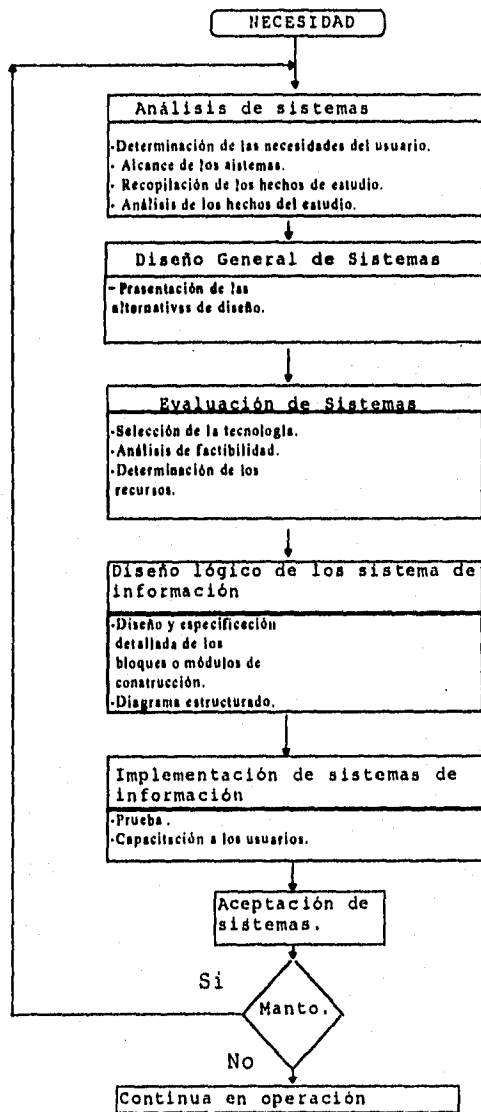 NECESIDAD
Análisis de sistemas
-Determinación de las necesidades del usuario.
- Alcance de los sistemas.
- Recopilación de los hechos de estudio.
- Análisis de los hechos del estudio.
Diseño General de Sistemas
- Presentación de las
alternativas de diseño.
Evaluación de Sistemas
-Selección de la tecnología.
-Análisis de factibilidad.
-Determinación de los
recursos.
Diseño lógico de los sistema de
información
-Diseño y especificación
detallada de los
bloques o módulos de
construcción.
-Diagrama estructurado.
Implementación de sistemas de
información
-Prueba.
-Capacitación a los usuarios.
Aceptación de
sistemas.
Si
Manto.
No
Continua en operación